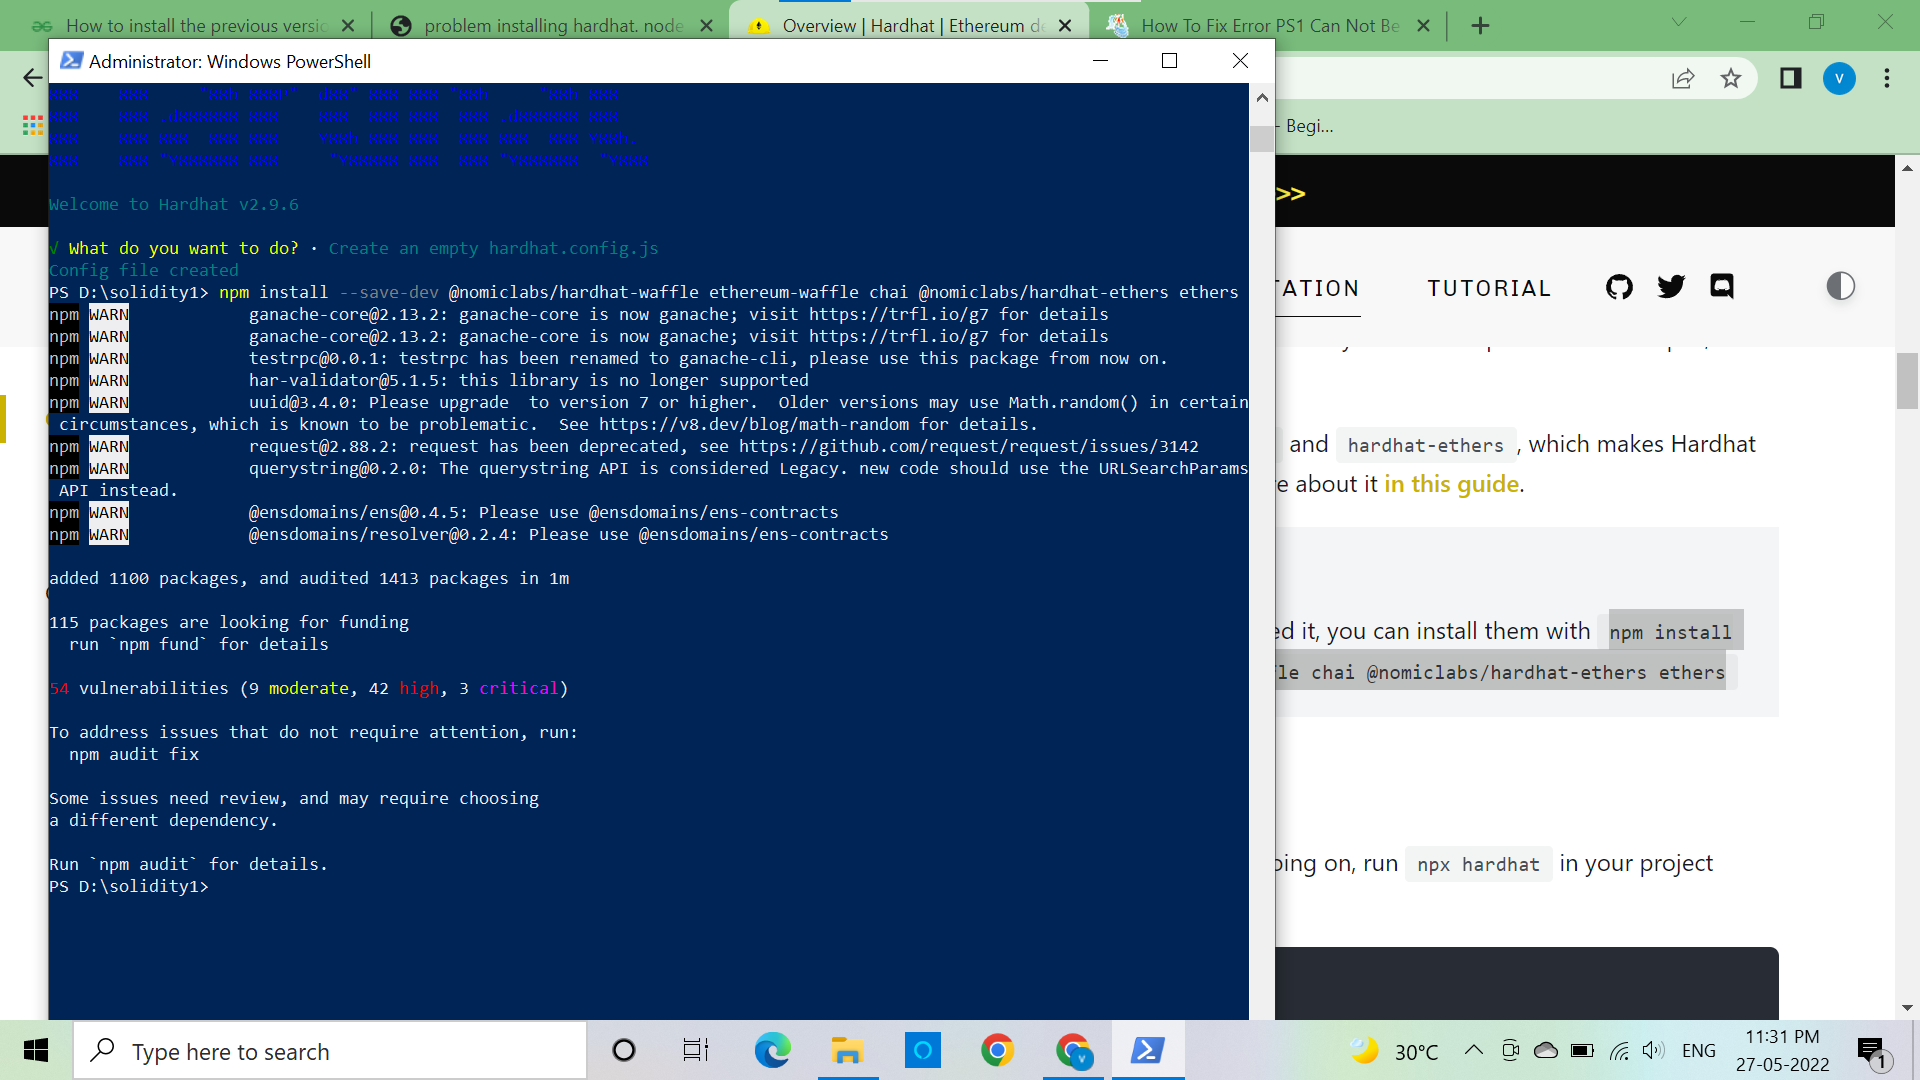 How to install the previous versio
problem installing hardhat. node
Overview | Hardhat | Ethereum de
How To Fix Error PS1 Can Not Be
Administrator: Windows PowerShell
v
- Begi...
>>
Welcome to Hardhat v2.9.6
√ What do you want to do? · Create an empty hardhat.config.js
Config file created
PS D:\solidity1> npm install --save-dev @nomiclabs/hardhat-waffle ethereum-waffle chai @nomiclabs/hardhat-ethers ethers
npm WARN ganache-core@2.13.2: ganache-core is now ganache; visit https://trfl.io/g7 for details
npm WARN ganache-core@2.13.2: ganache-core is now ganache; visit https://trfl.io/g7 for details
npm WARN testrpc@0.0.1: testrpc has been renamed to ganache-cli, please use this package from now on.
npm WARN har-validator@5.1.5: this library is no longer supported
npm WARN uuid@3.4.0: Please upgrade  to version 7 or higher.  Older versions may use Math.random() in certain
circumstances, which is known to be problematic.  See https://v8.dev/blog/math-random for details.
npm WARN request@2.88.2: request has been deprecated, see https://github.com/request/request/issues/3142
npm WARN querystring@0.2.0: The querystring API is considered Legacy. new code should use the URLSearchParams
API instead.
npm WARN @ensdomains/ens@0.4.5: Please use @ensdomains/ens-contracts
npm WARN @ensdomains/resolver@0.2.4: Please use @ensdomains/ens-contracts
added 1100 packages, and audited 1413 packages in 1m
115 packages are looking for funding
run `npm fund` for details
54 vulnerabilities (9 moderate, 42 high, 3 critical)
To address issues that do not require attention, run:
npm audit fix
Some issues need review, and may require choosing
a different dependency.
Run `npm audit` for details.
PS D:\solidity1>
TATION
TUTORIAL
and hardhat-ethers, which makes Hardhat
e about it in this guide.
ed it, you can install them with npm install
le chai @nomiclabs/hardhat-ethers ethers
ping on, run npx hardhat in your project
Type here to search
v
30°C
ENG
11:31 PM
27-05-2022
1